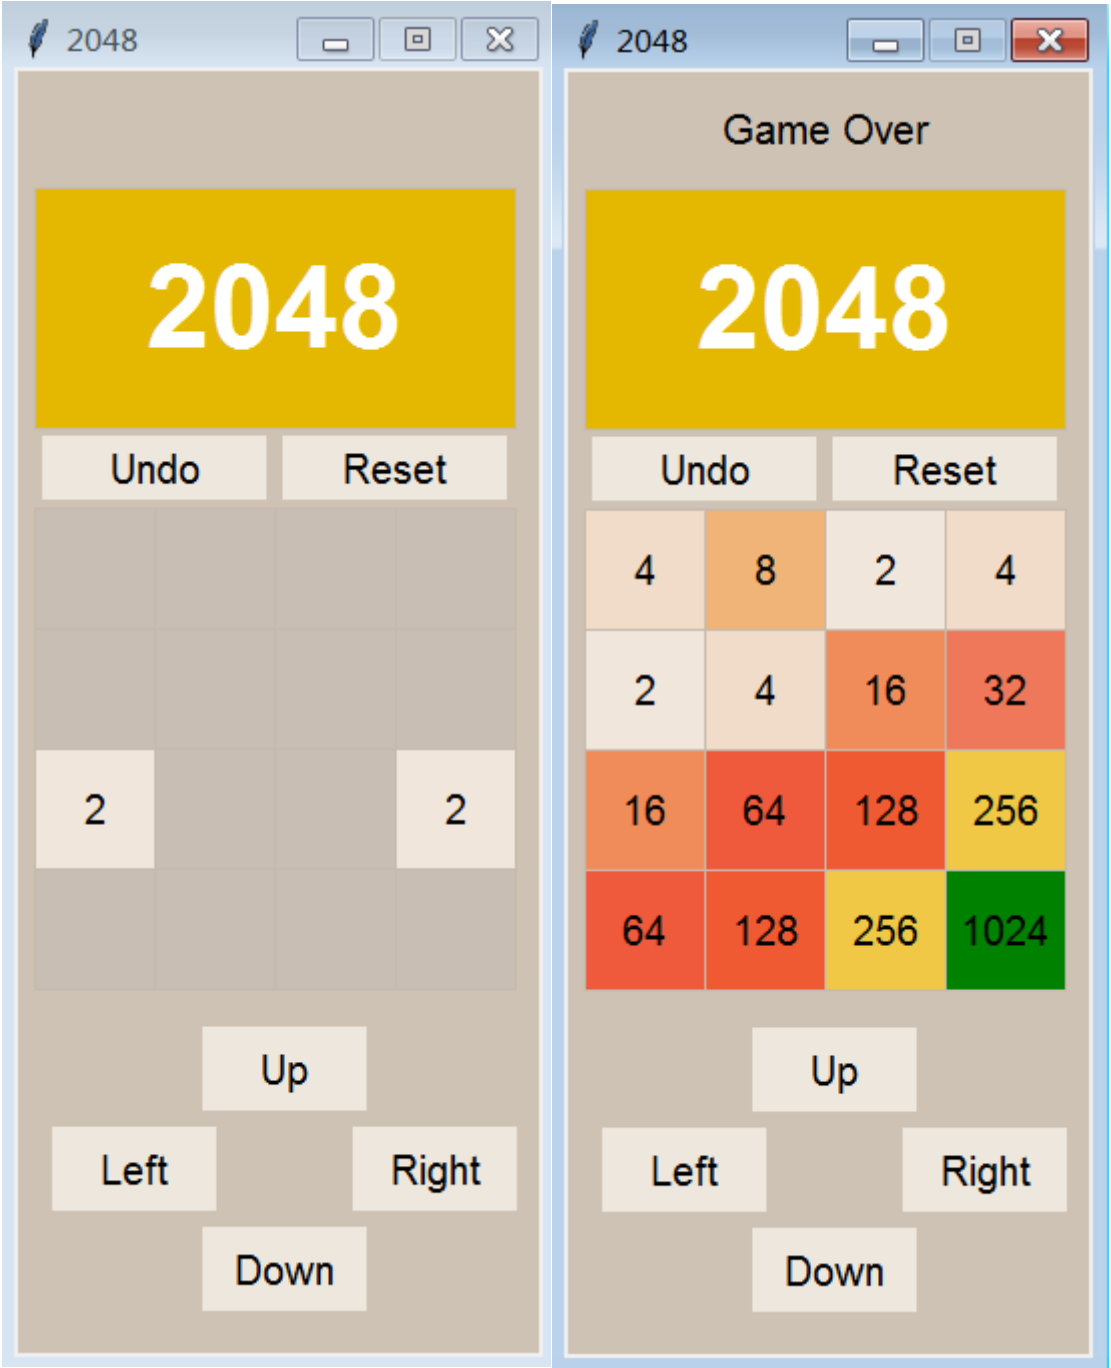 2048
2048
Undo Reset
2 2
Up
Left Right
Down
2048
Game Over
2048
Undo Reset
4 8 2 4
2 4 16 32
16 64 128 256
64 128 256 1024
Up
Left Right
Down